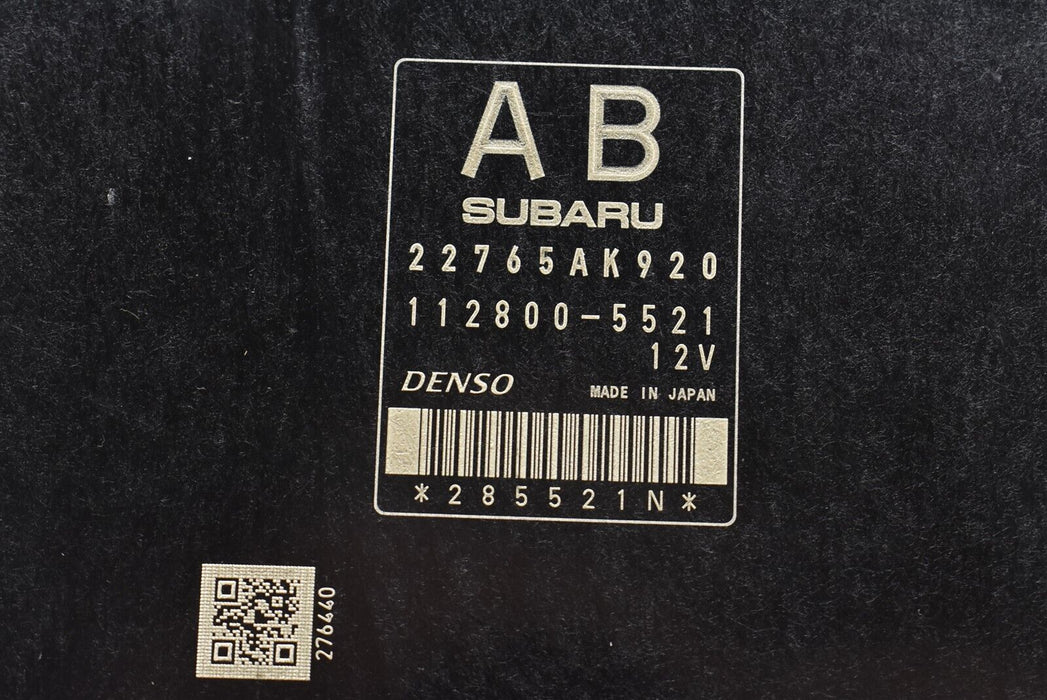 AB
SUBARU
22765AK920
112800-5521
12V
DENSO MADE IN JAPAN
*285521N*
276440